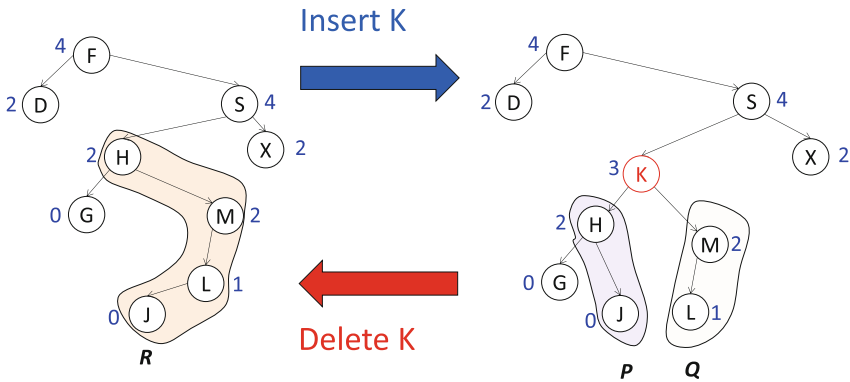 Insert K
4 F
2 D
S 4
2 H
X 2
0 G
M 2
L 1
0 J
R
Delete K
4 F
2 D
S 4
3 K
X 2
2 H
M 2
0 G
0 J
L 1
P
Q